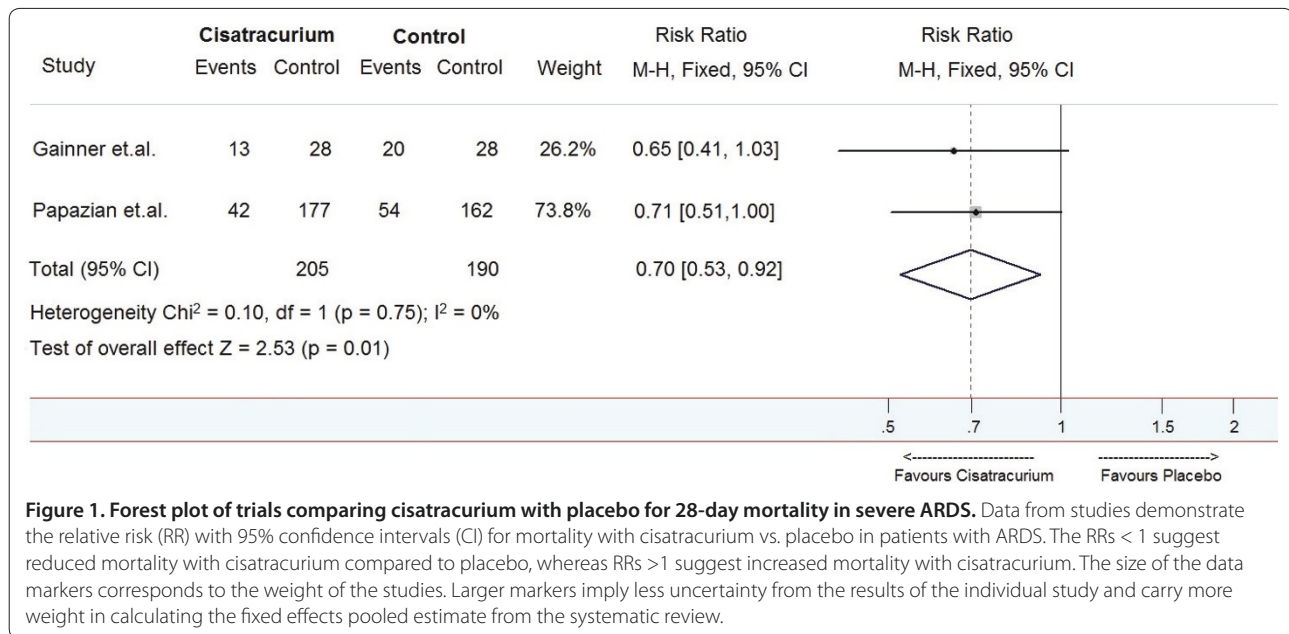 Cisatracurium Control Risk Ratio Risk Ratio
Study Events Control Events Control Weight M-H, Fixed, 95% CI M-H, Fixed, 95% CI
Gainner et.al. 13 28 20 28 26.2% 0.65 [0.41, 1.03]
Papazian et.al. 42 177 54 162 73.8% 0.71 [0.51,1.00]
Total (95% CI) 205 190 0.70 [0.53, 0.92]
Heterogeneity Chi² = 0.10, df = 1 (p = 0.75); I² = 0%
Test of overall effect Z = 2.53 (p = 0.01)
.5 .7 1 1.5 2
<---------------------- -------------------->
Favours Cisatracurium Favours Placebo
Figure 1. Forest plot of trials comparing cisatracurium with placebo for 28-day mortality in severe ARDS. Data from studies demonstrate
the relative risk (RR) with 95% confidence intervals (CI) for mortality with cisatracurium vs. placebo in patients with ARDS. The RRs < 1 suggest
reduced mortality with cisatracurium compared to placebo, whereas RRs >1 suggest increased mortality with cisatracurium. The size of the data
markers corresponds to the weight of the studies. Larger markers imply less uncertainty from the results of the individual study and carry more
weight in calculating the fixed effects pooled estimate from the systematic review.